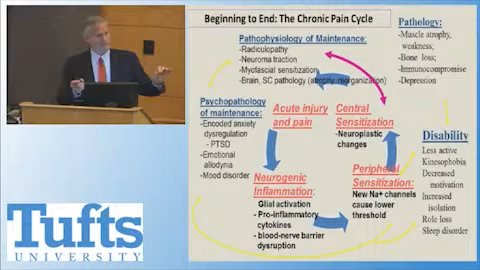 Beginning to End: The Chronic Pain Cycle
Pathophysiology of Maintenance:
-Radiculopathy
-Neuroma traction
-Myofascial sensitization
-Brain, SC pathology (atrophy, reorganization)
Pathology:
-Muscle atrophy,
weakness;
-Bone loss;
-Immunocompromise
-Depression
Psychopathology
of maintenance:
-Encoded anxiety
dysregulation
- PTSD
-Emotional
allodynia
-Mood disorder
Acute injury
and pain
Central
Sensitization
-Neuroplastic
changes
Neurogenic
Inflammation:
-Glial activation
- Pro-inflammatory
cytokines
- blood-nerve barrier
disruption
Peripheral
Sensitization:
New Na+ channels
cause lower
threshold
Disability
Less active
Kinesophobia
Decreased
motivation
Increased
isolation
Role loss
Sleep disorder
Tufts
UNIVERSITY